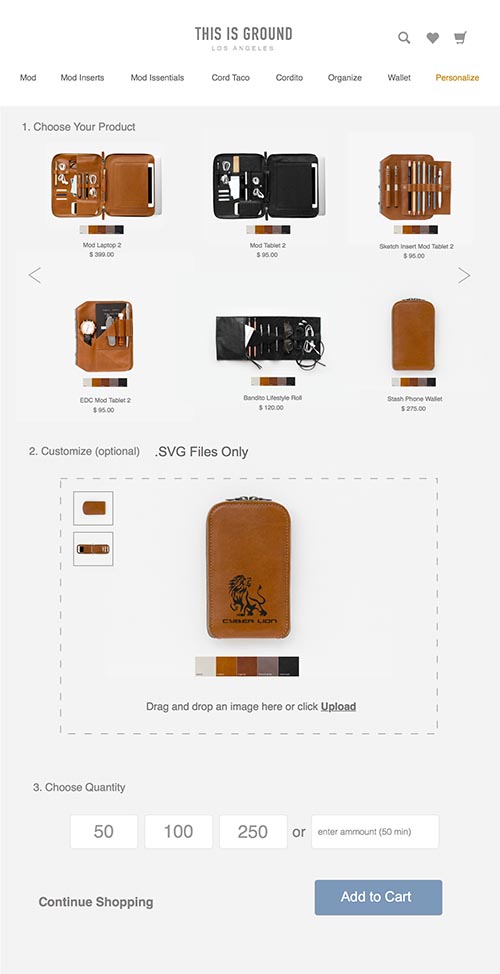 THIS IS GROUND
LOS ANGELES
Mod Mod Inserts Mod Issentials Cord Taco Cordito Organize Wallet Personalize
1. Choose Your Product
Mod Laptop 2
$ 399.00
Mod Tablet 2
$ 95.00
Sketch Insert Mod Tablet 2
$ 95.00
EDC Mod Tablet 2
$ 95.00
Bandito Lifestyle Roll
$ 120.00
Stash Phone Wallet
$ 275.00
2. Customize (optional) .SVG Files Only
CYBER LION
Drag and drop an image here or click Upload
3. Choose Quantity
50 100 250 or enter ammount (50 min)
Continue Shopping
Add to Cart